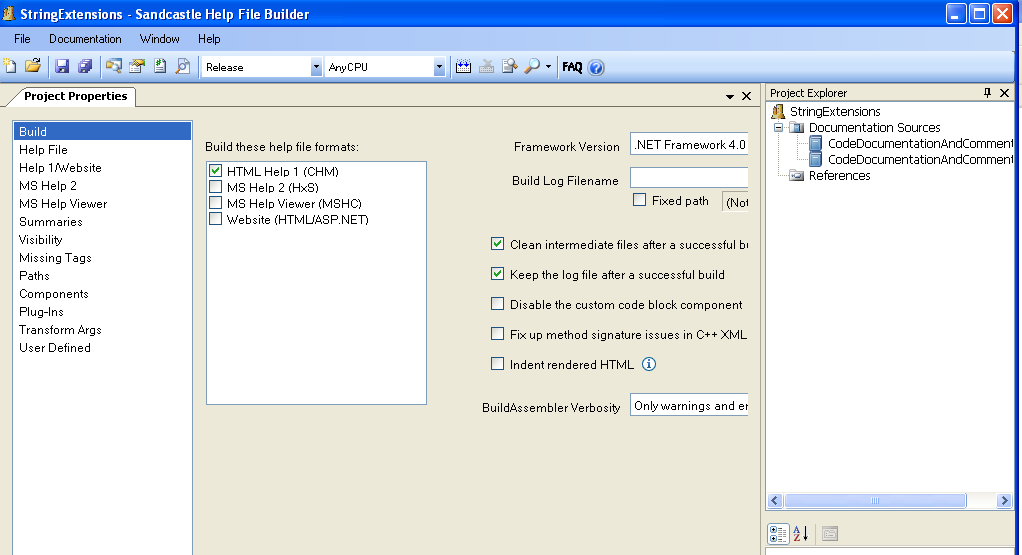 StringExtensions - Sandcastle Help File Builder
File Documentation Window Help
Release AnyCPU FAQ
Project Properties
Build
Help File
Help 1/Website
MS Help 2
MS Help Viewer
Summaries
Visibility
Missing Tags
Paths
Components
Plug-Ins
Transform Args
User Defined
Build these help file formats:
HTML Help 1 (CHM)
MS Help 2 (HxS)
MS Help Viewer (MSHC)
Website (HTML/ASP.NET)
Framework Version .NET Framework 4.0
Build Log Filename
Fixed path (Not
Clean intermediate files after a successful bu
Keep the log file after a successful build
Disable the custom code block component
Fix up method signature issues in C++ XML
Indent rendered HTML
BuildAssembler Verbosity Only warnings and er
Project Explorer
StringExtensions
Documentation Sources
CodeDocumentationAndComment
CodeDocumentationAndComment
References